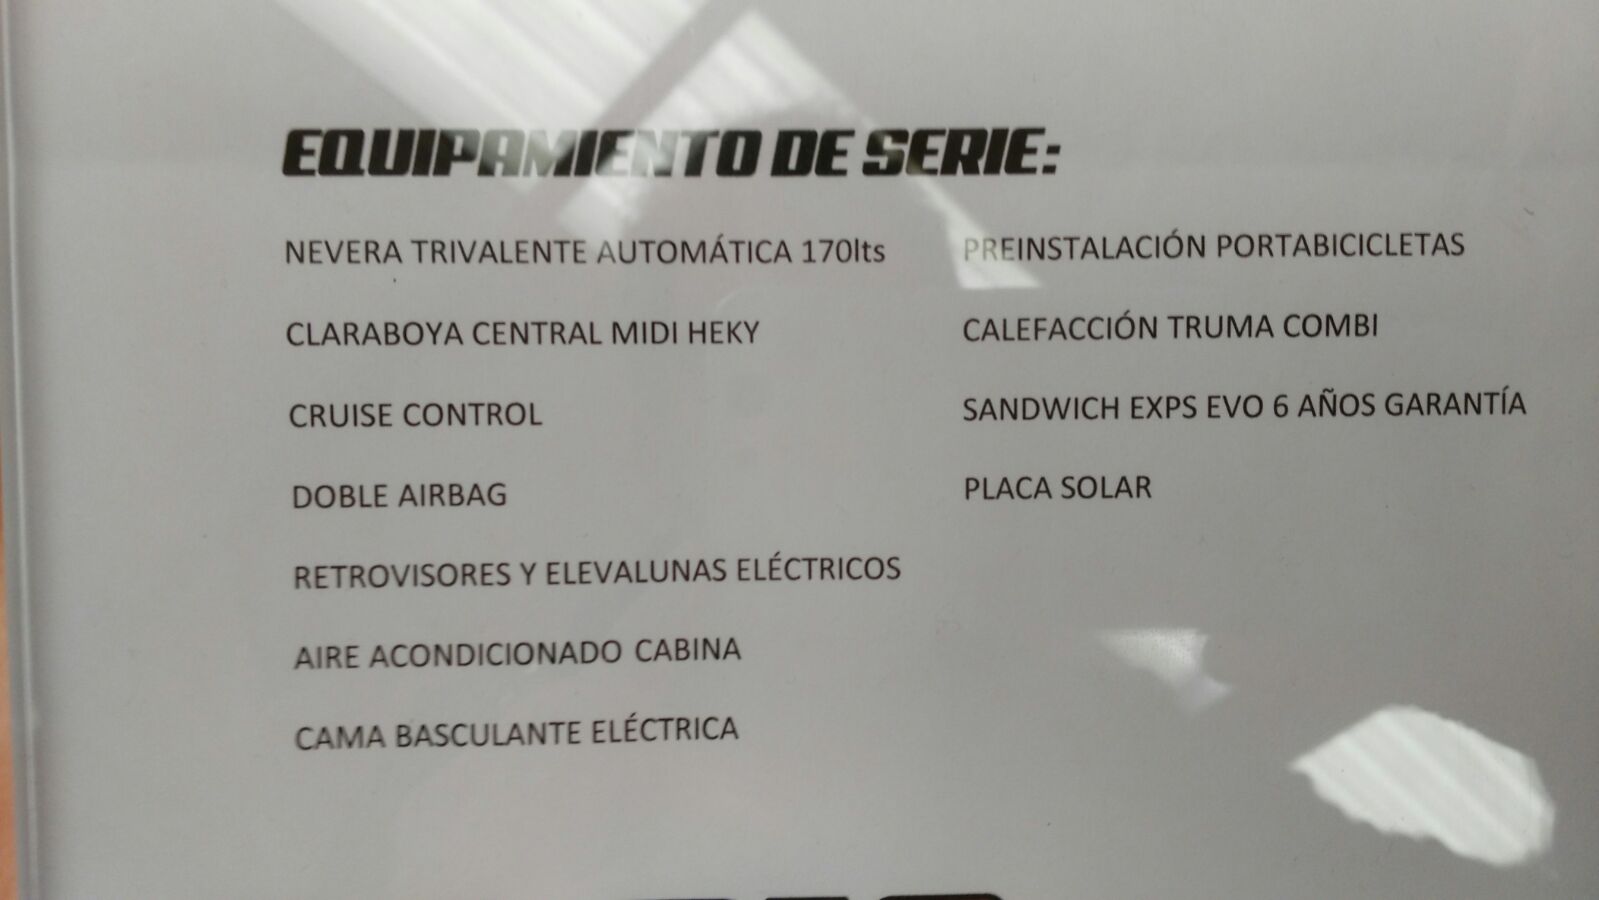 EQUIPAMIENTO DE SERIE:
NEVERA TRIVALENTE AUTOMÁTICA 170lts
CLARABOYA CENTRAL MIDI HEKY
CRUISE CONTROL
DOBLE AIRBAG
RETROVISORES Y ELEVALUNAS ELÉCTRICOS
AIRE ACONDICIONADO CABINA
CAMA BASCULANTE ELÉCTRICA
PREINSTALACIÓN PORTABICICLETAS
CALEFACCIÓN TRUMA COMBI
SANDWICH EXPS EVO 6 AÑOS GARANTÍA
PLACA SOLAR